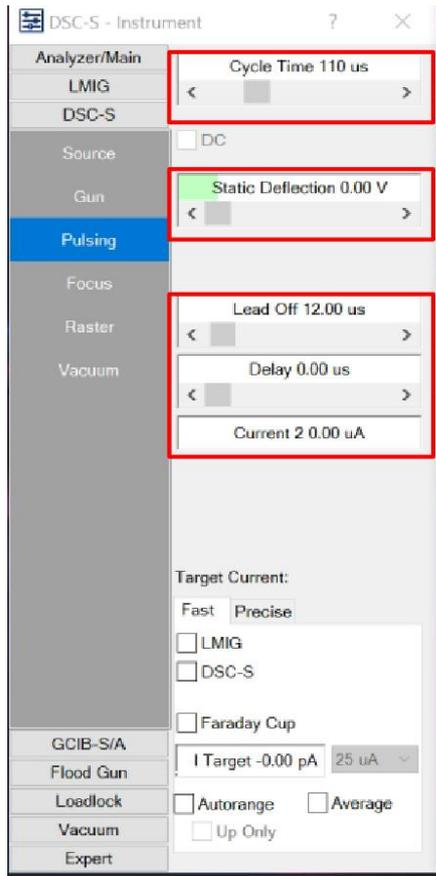 DSC-S - Instrument ?
Analyzer/Main
LMIG
DSC-S
Source
Gun
Pulsing
Focus
Raster
Vacuum
Cycle Time 110 us
DC
Static Deflection 0.00 V
Lead Off 12.00 us
Delay 0.00 us
Current 2 0.00 uA
Target Current:
Fast Precise
LMIG
DSC-S
Faraday Cup
I Target -0.00 pA 25 uA
Autorange Average
Up Only
GCIB-S/A
Flood Gun
Loadlock
Vacuum
Expert